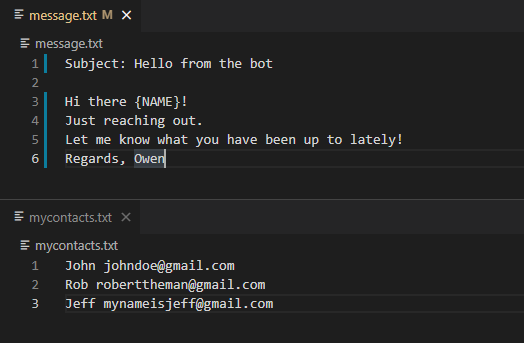 message.txt M
message.txt
1 Subject: Hello from the bot
2
3 Hi there {NAME}!
4 Just reaching out.
5 Let me know what you have been up to lately!
6 Regards, Owen
mycontacts.txt
mycontacts.txt
1 John johndoe@gmail.com
2 Rob roberttheman@gmail.com
3 Jeff mynameisjeff@gmail.com